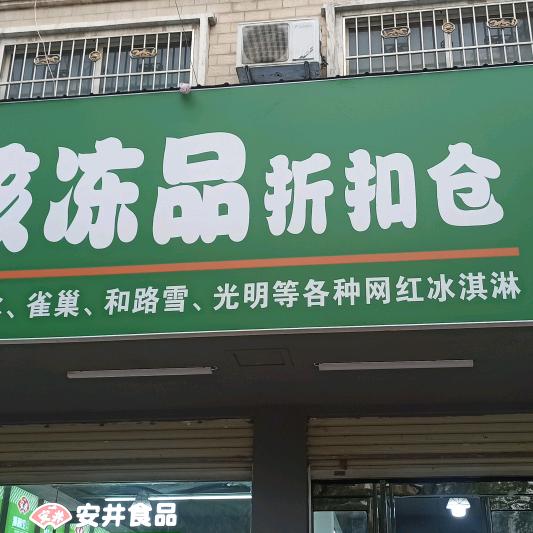 冻品折扣仓
、雀巢、和路雪、光明等各种网红冰淇淋
安井食品